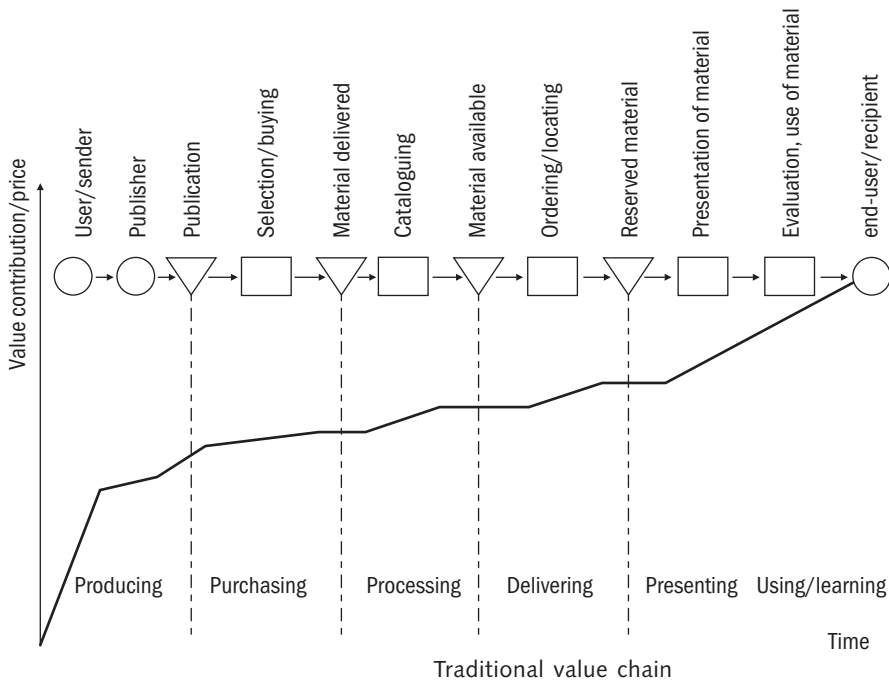 User/sender
Publisher
Publication
Selection/buying
Material delivered
Cataloguing
Material available
Ordering/locating
Reserved material
Presentation of material
Evaluation, use of material
end-user/recipient
Value contribution/price
Producing
Purchasing
Processing
Delivering
Presenting
Using/learning
Time
Traditional value chain